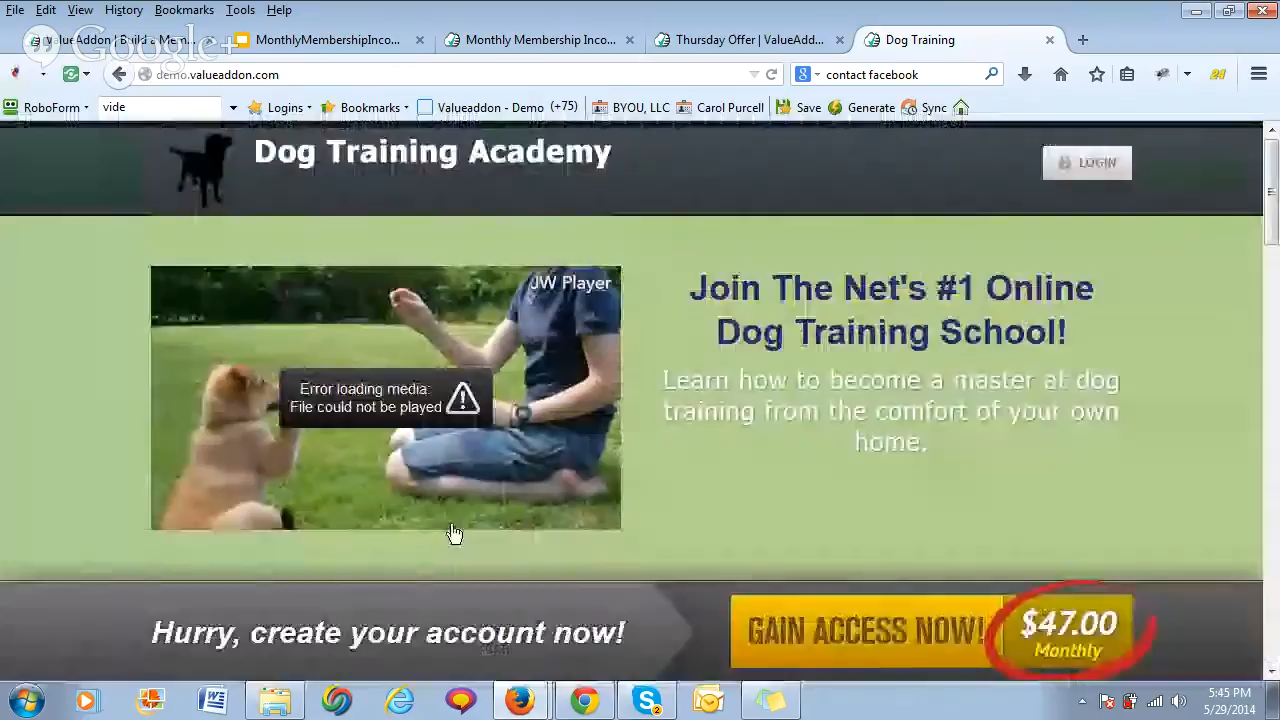 File Edit View History Bookmarks Tools Help
Google+
ValueAddon | Build a Me
MonthlyMembershipInco...
Monthly Membership Inco...
Thursday Offer | ValueAdd...
Dog Training
demo.valueaddon.com
contact facebook
RoboForm
vide
Logins
Bookmarks
Valueaddon - Demo (+75)
BYOU, LLC
Carol Purcell
Save
Generate
Sync
Dog Training Academy
LOGIN
JW Player
Error loading media:
File could not be played
Join The Net's #1 Online
Dog Training School!
Learn how to become a master at dog
training from the comfort of your own
home.
Hurry, create your account now!
GAIN ACCESS NOW!
$47.00
Monthly
5:45 PM
5/29/2014